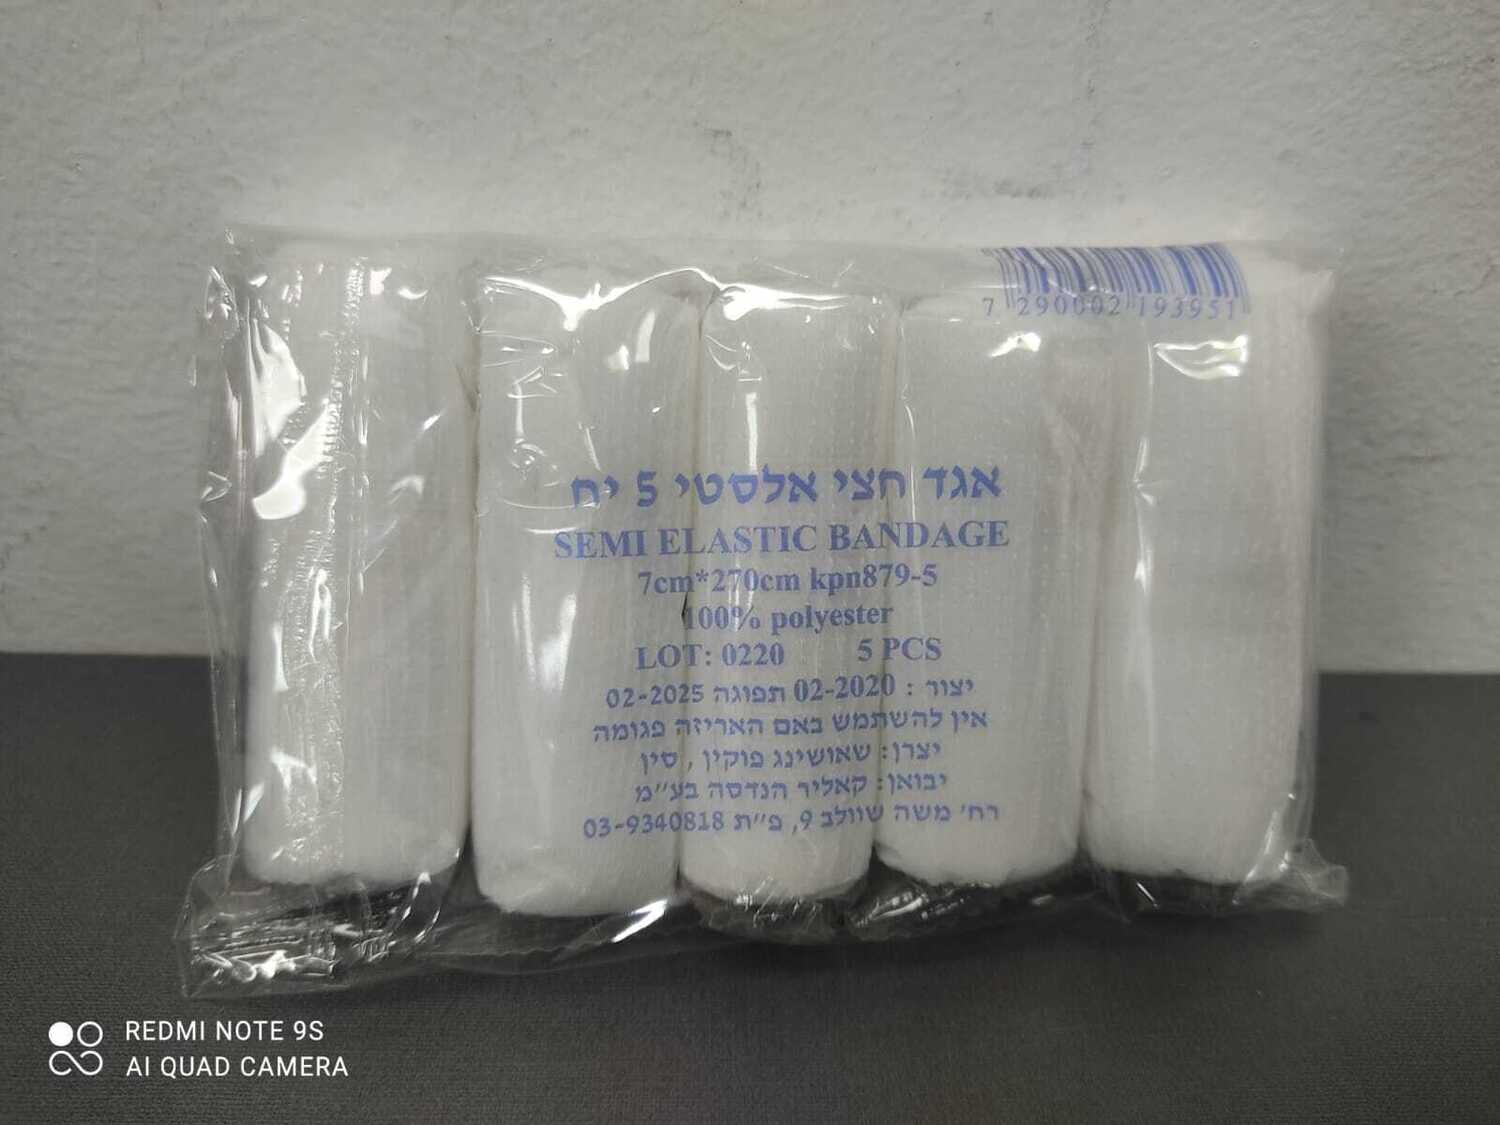 7 290002 193951
אגד חצי אלסטי 5 יח
SEMI ELASTIC BANDAGE
7cm*270cm kpn879-5
100% polyester
LOT: 0220 5 PCS
יצור : 02-2020 תפוגה 02-2025
אין להשתמש באם האריזה פגומה
יצרן: שאושינג פוקין , סין
יבואן: קאליר הנדסה בע"מ
רח' משה שוולב 9, פ"ת 03-9340818
REDMI NOTE 9S
AI QUAD CAMERA